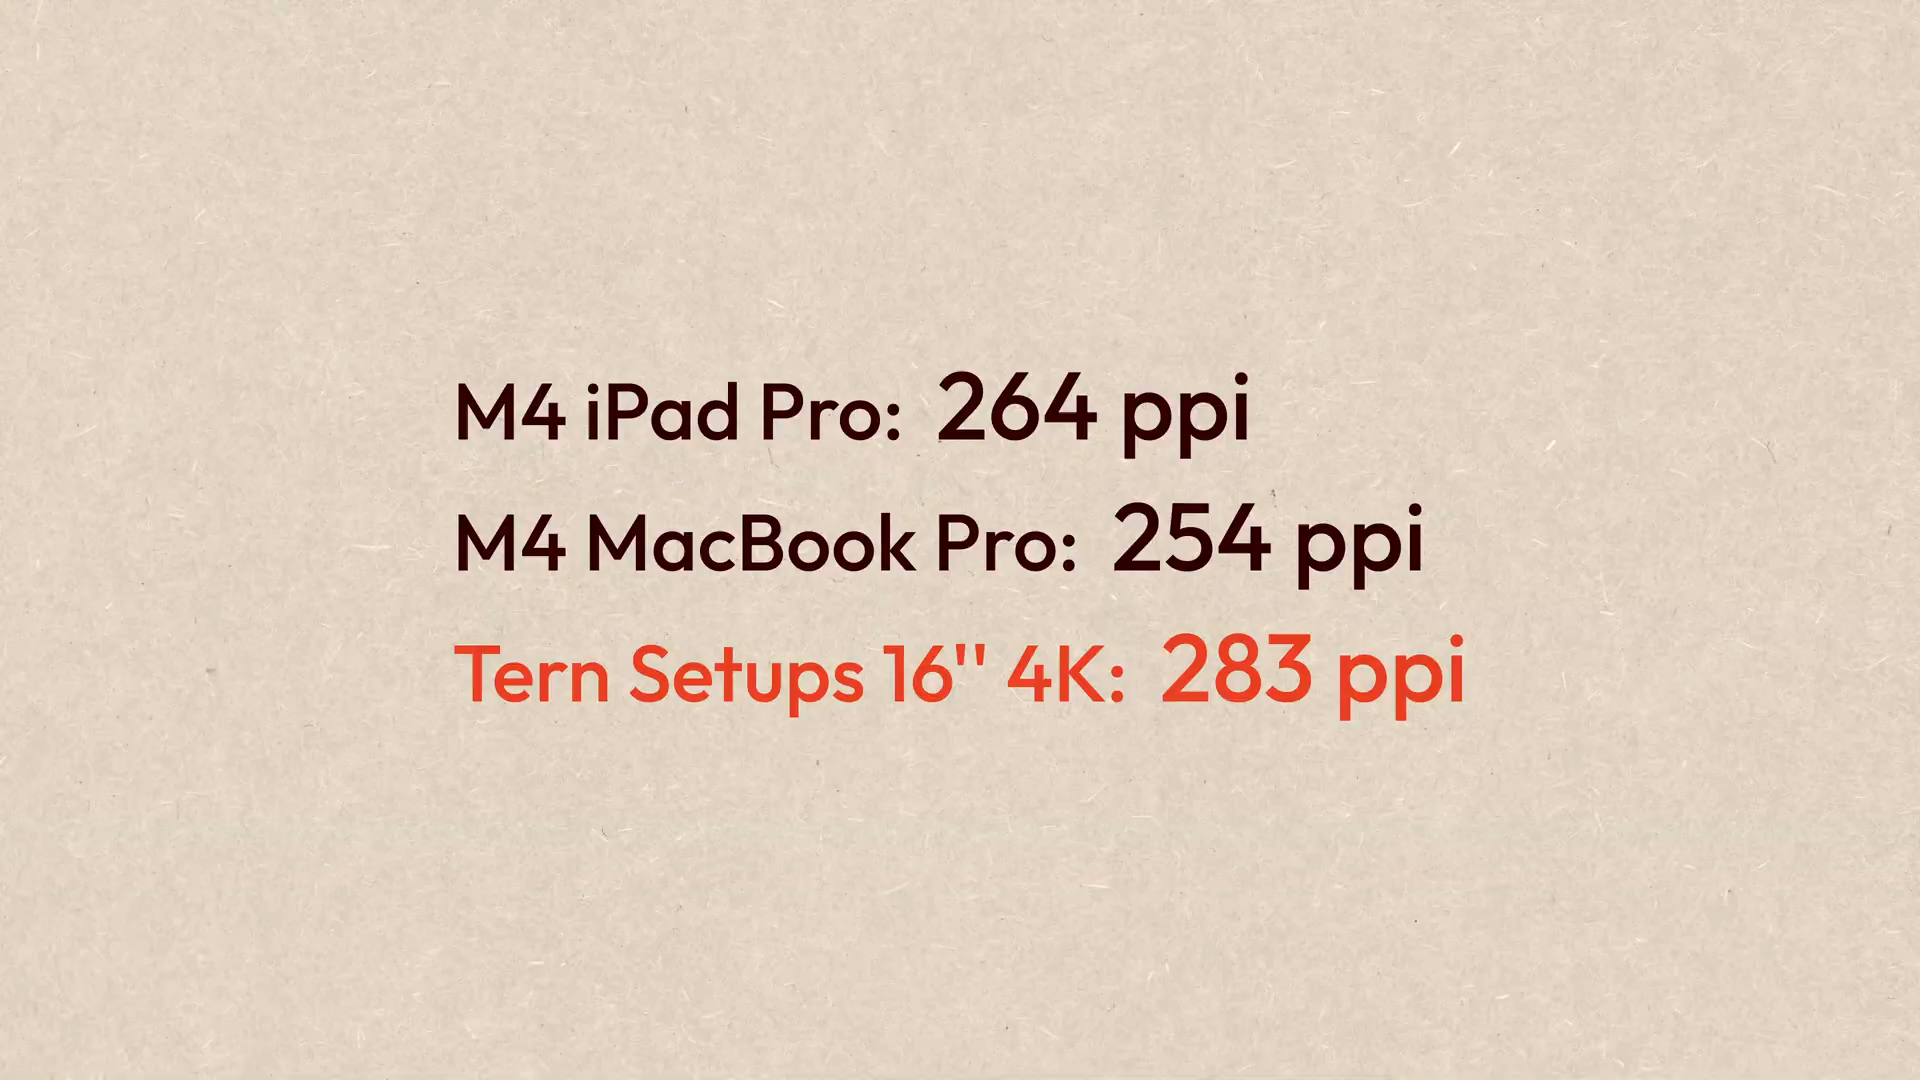 M4 iPad Pro: 264 ppi
M4 MacBook Pro: 254 ppi
Tern Setups 16" 4K: 283 ppi